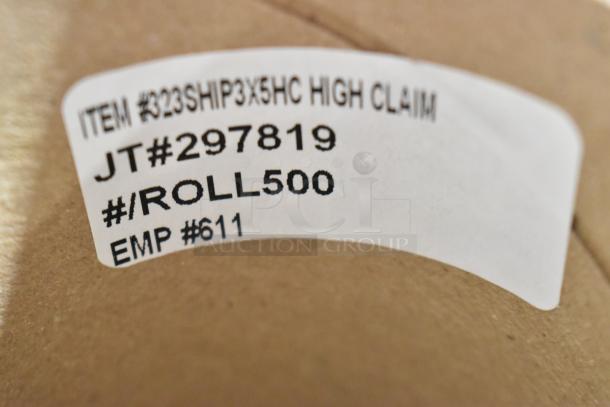 ITEM #323SHIP3X5HC HIGH CLAIM
JT#297819
#/ROLL500
EMP #611
PCi
AUCTION GROUP